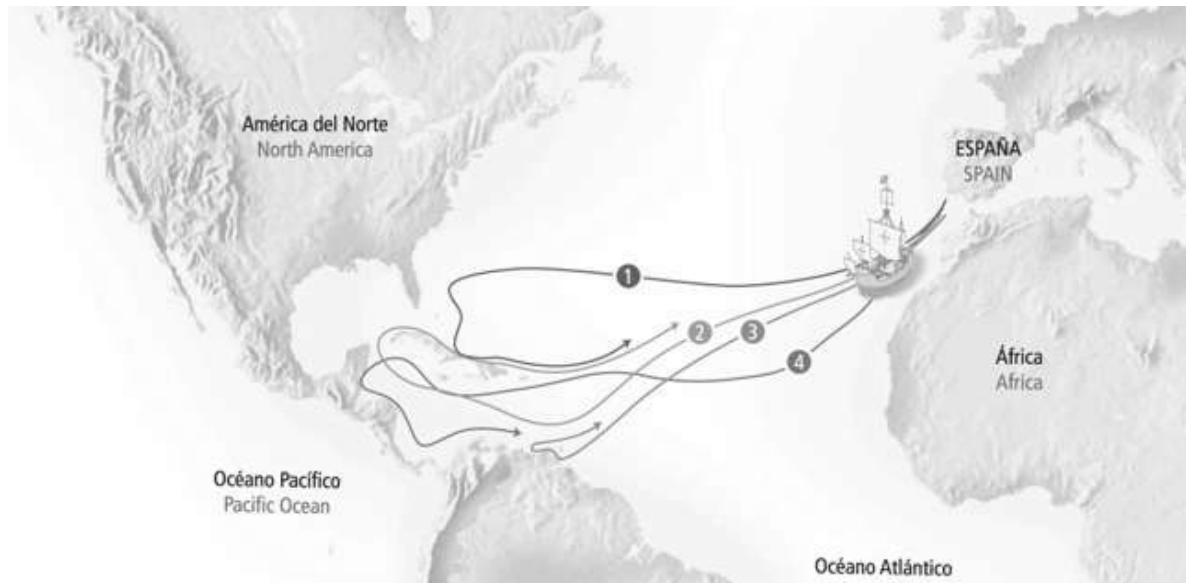 América del Norte
North America
ESPAÑA
SPAIN
1
2
3
4
África
Africa
Océano Pacífico
Pacific Ocean
Océano Atlántico